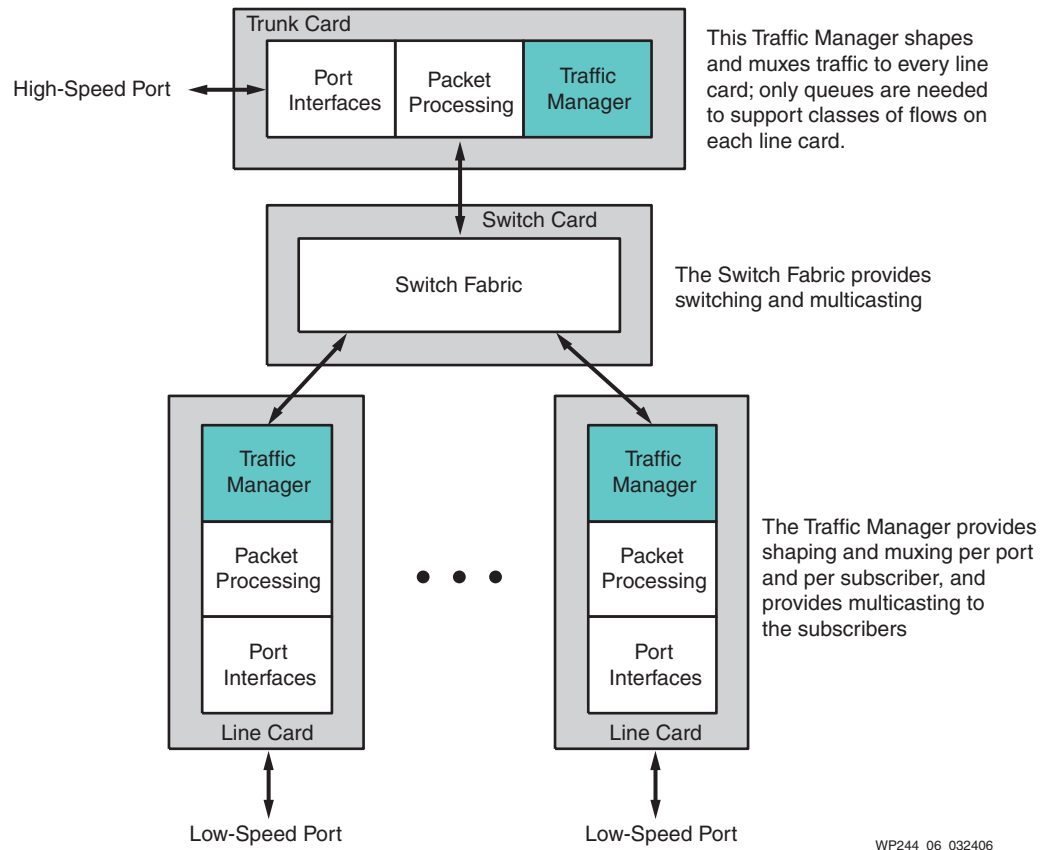 Trunk Card
High-Speed Port
Port
Interfaces
Packet
Processing
Traffic
Manager
This Traffic Manager shapes
and muxes traffic to every line
card; only queues are needed
to support classes of flows on
each line card.
Switch Card
Switch Fabric
The Switch Fabric provides
switching and multicasting
Traffic
Manager
Packet
Processing
Port
Interfaces
Line Card
Low-Speed Port
Traffic
Manager
Packet
Processing
Port
Interfaces
Line Card
Low-Speed Port
The Traffic Manager provides
shaping and muxing per port
and per subscriber, and
provides multicasting to
the subscribers
WP244_06_032406